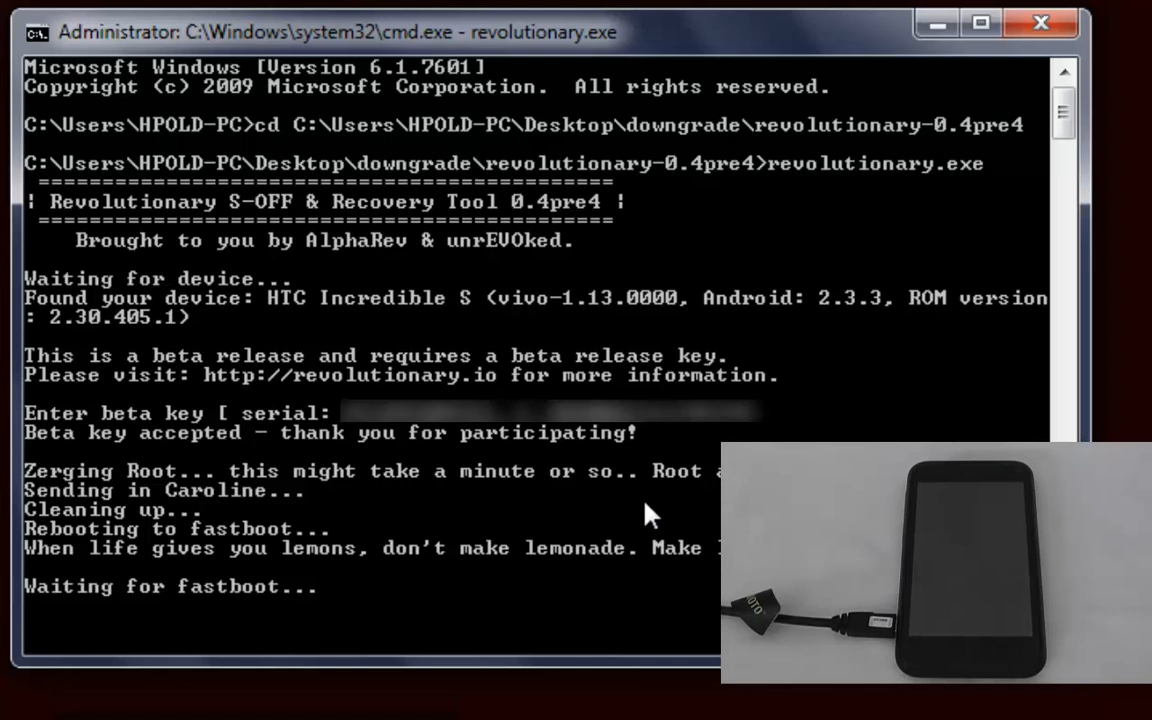 Administrator: C:\Windows\system32\cmd.exe - revolutionary.exe
Microsoft Windows [Version 6.1.7601]
Copyright (c) 2009 Microsoft Corporation.  All rights reserved.
C:\Users\HPOLD-PC>cd C:\Users\HPOLD-PC\Desktop\downgrade\revolutionary-0.4pre4
C:\Users\HPOLD-PC\Desktop\downgrade\revolutionary-0.4pre4>revolutionary.exe
=============================================
| Revolutionary S-OFF & Recovery Tool 0.4pre4 |
=============================================
Brought to you by AlphaRev & unrEVOked.
Waiting for device...
Found your device: HTC Incredible S (vivo-1.13.0000, Android: 2.3.3, ROM version
: 2.30.405.1)
This is a beta release and requires a beta release key.
Please visit: http://revolutionary.io for more information.
Enter beta key [ serial:
Beta key accepted - thank you for participating!
Zerging Root... this might take a minute or so.. Root
Sending in Caroline...
Cleaning up...
Rebooting to fastboot...
When life gives you lemons, don't make lemonade. Make
Waiting for fastboot...